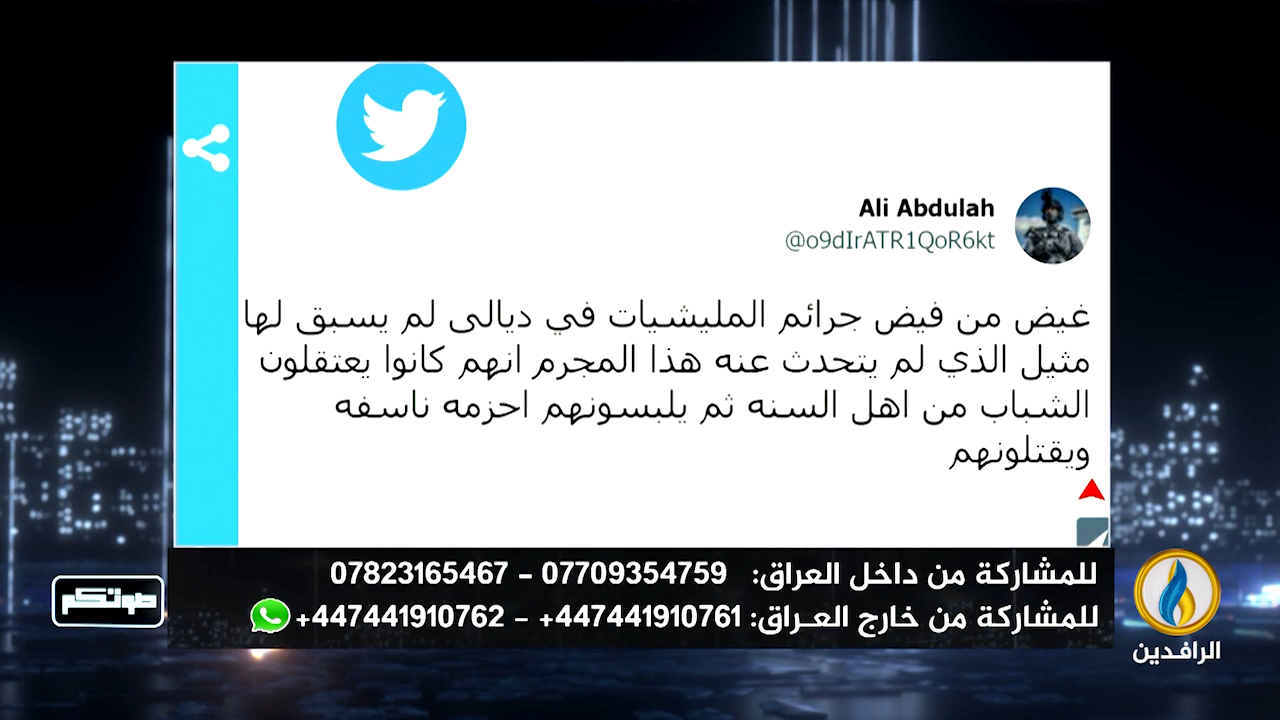 Ali Abdulah
@o9dIrATR1QoR6kt
غيض من فيض جرائم المليشيات في ديالى لم يسبق لها
مثيل الذي لم يتحدث عنه هذا المجرم انهم كانوا يعتقلون
الشباب من اهل السنه ثم يلبسونهم احزمه ناسفه
ويقتلونهم
للمشاركة من داخل العراق: 07709354759 - 07823165467
للمشاركة من خارج العراق: 447441910761+ - 447441910762+
صوتكم
الرافدين